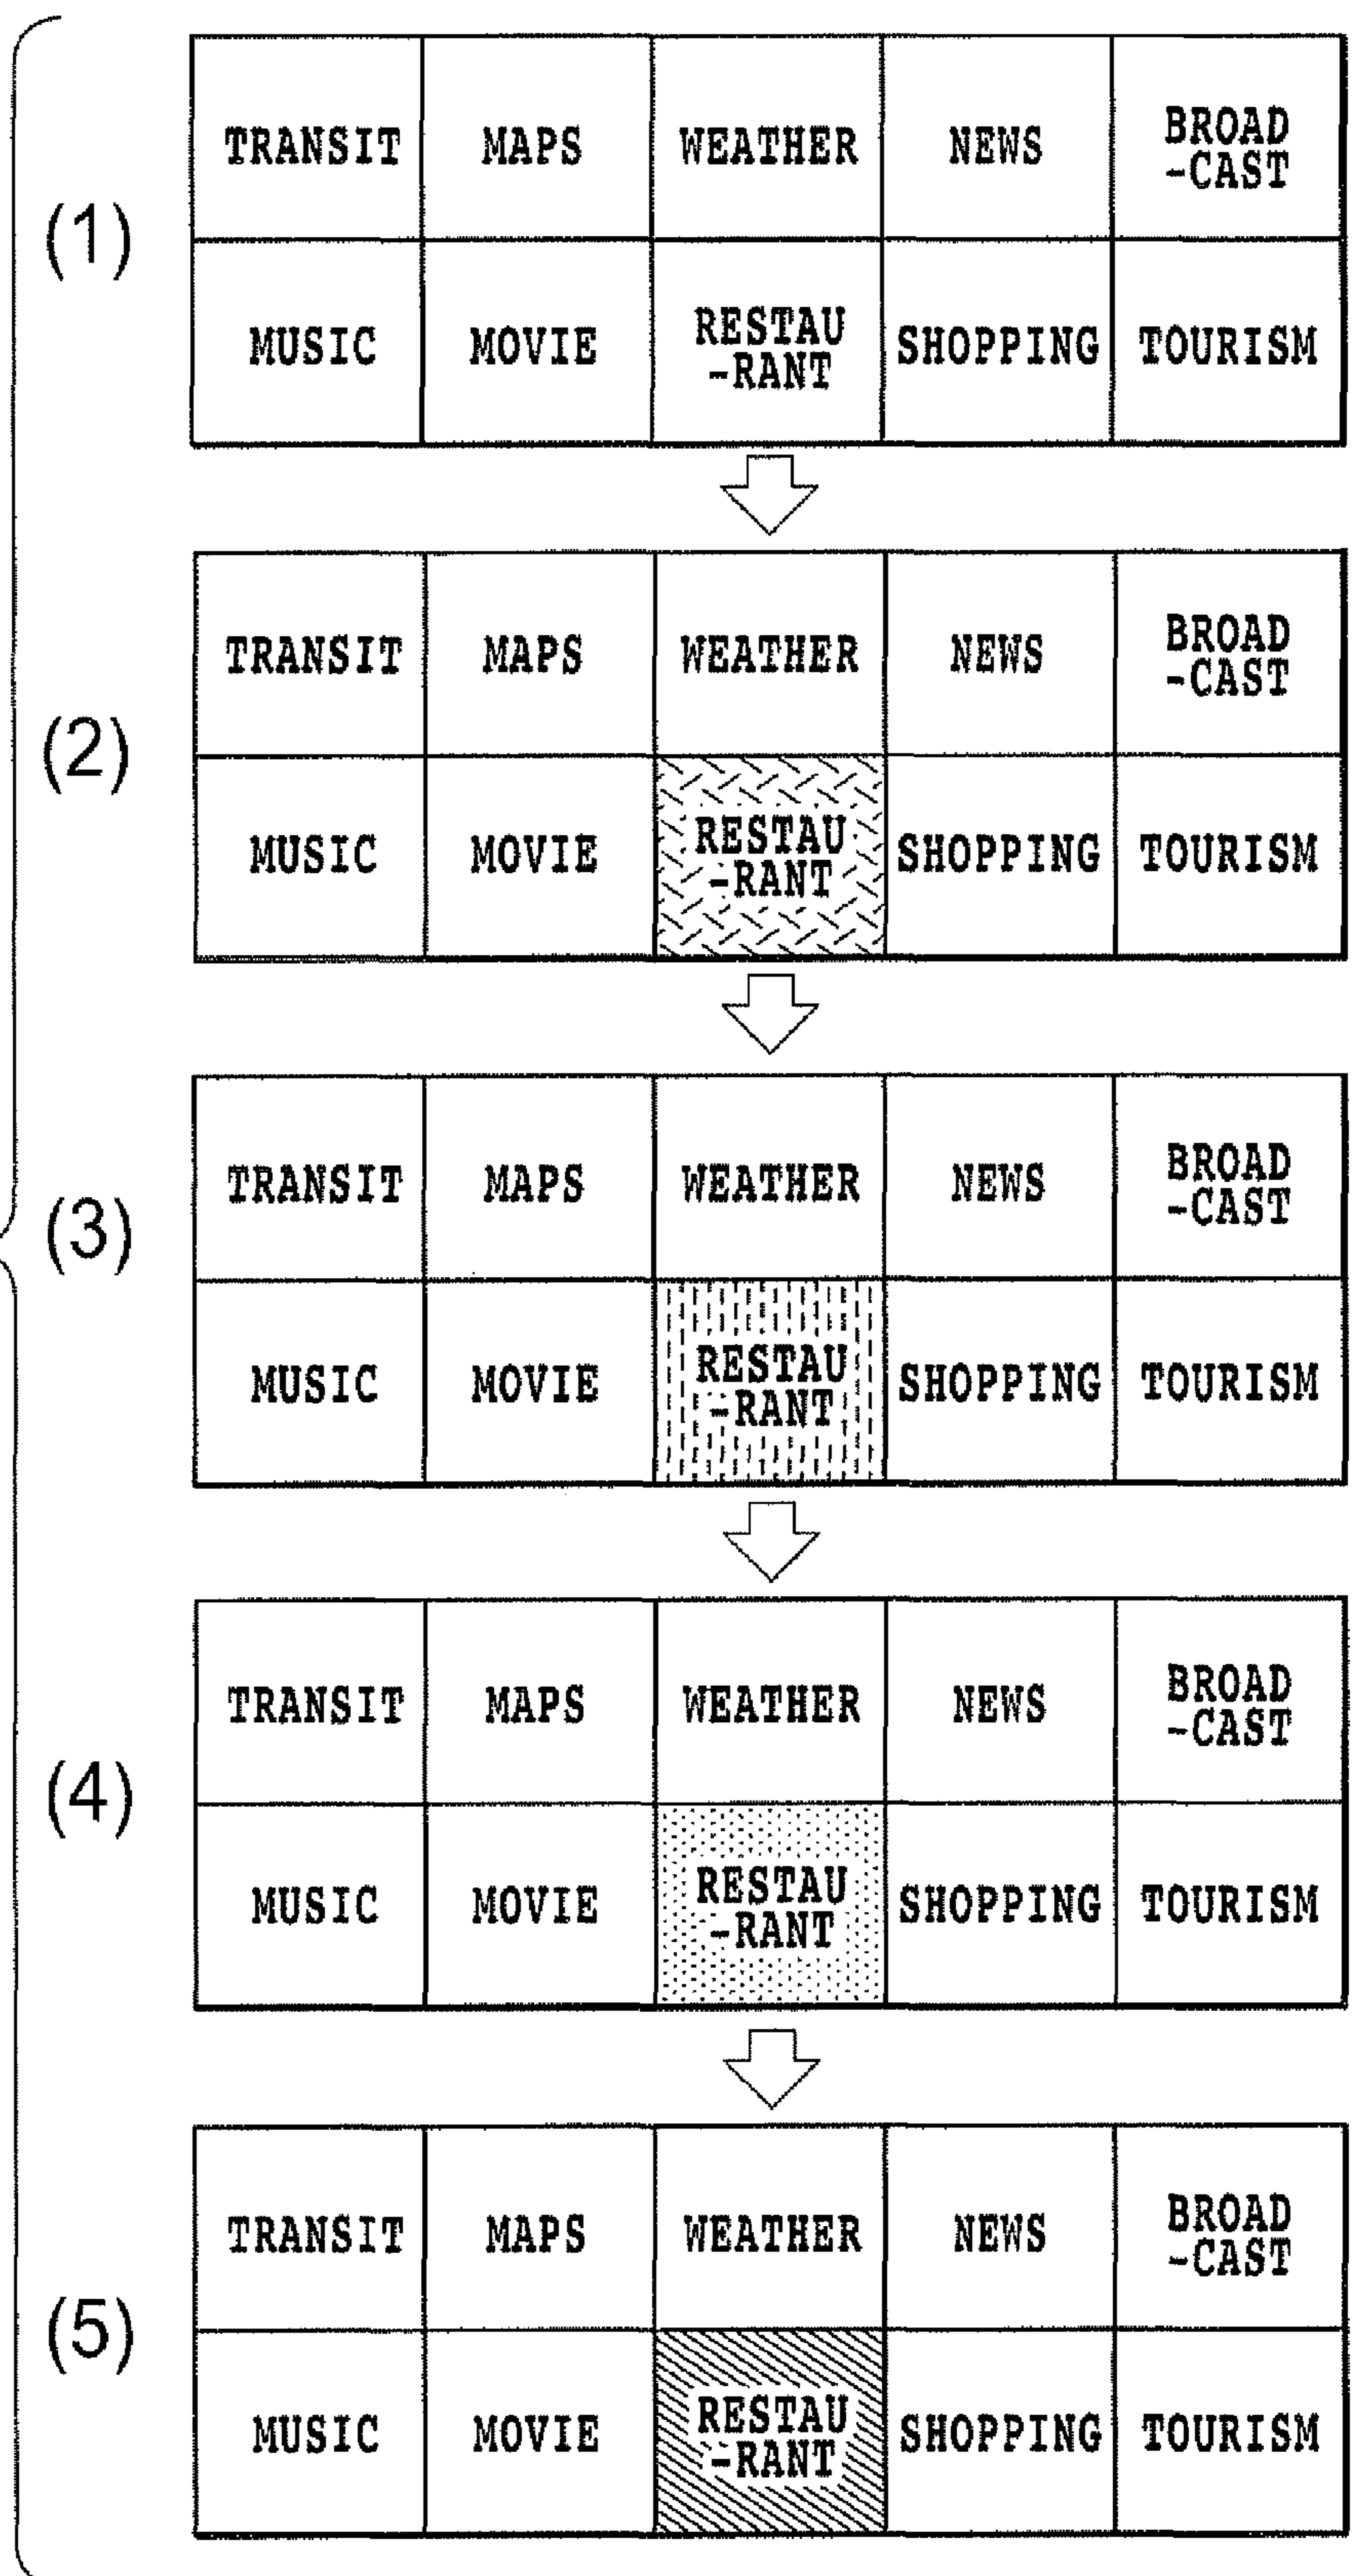 (1)
TRANSIT MAPS WEATHER NEWS BROAD
-CAST
MUSIC MOVIE RESTAU
-RANT SHOPPING TOURISM
(2)
TRANSIT MAPS WEATHER NEWS BROAD
-CAST
MUSIC MOVIE RESTAU
-RANT SHOPPING TOURISM
(3)
TRANSIT MAPS WEATHER NEWS BROAD
-CAST
MUSIC MOVIE RESTAU
-RANT SHOPPING TOURISM
(4)
TRANSIT MAPS WEATHER NEWS BROAD
-CAST
MUSIC MOVIE RESTAU
-RANT SHOPPING TOURISM
(5)
TRANSIT MAPS WEATHER NEWS BROAD
-CAST
MUSIC MOVIE RESTAU
-RANT SHOPPING TOURISM